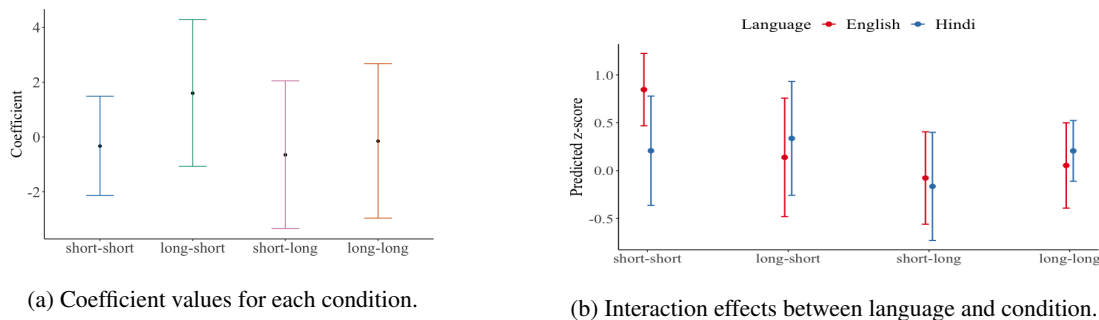 4
2
0
-2
Coefficient
short-short long-short short-long long-long
(a) Coefficient values for each condition.
Language English Hindi
1.0
0.5
0.0
-0.5
Predicted z-score
short-short long-short short-long long-long
(b) Interaction effects between language and condition.